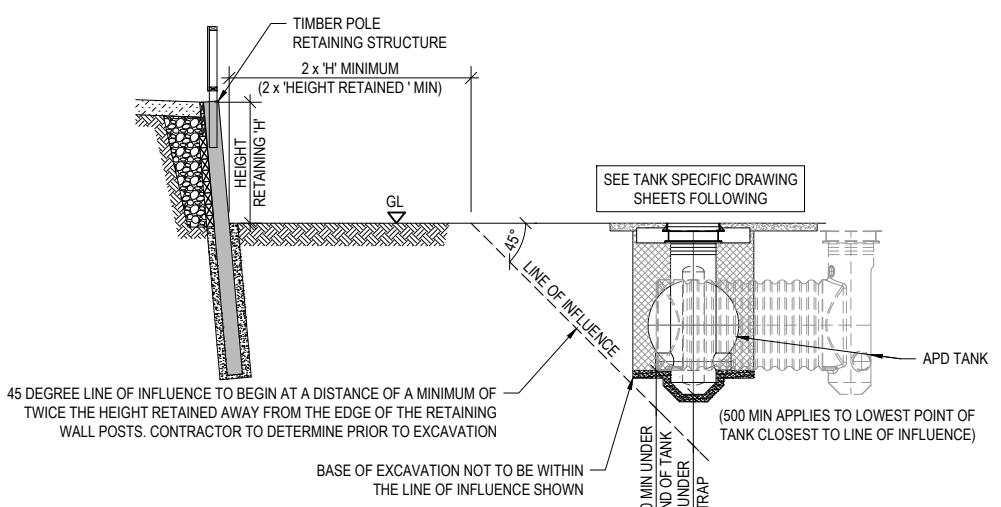 TIMBER POLE
RETAINING STRUCTURE
2 x 'H' MINIMUM
(2 x 'HEIGHT RETAINED ' MIN)
HEIGHT
RETAINING 'H'
GL
SEE TANK SPECIFIC DRAWING
SHEETS FOLLOWING
45°
LINE OF INFLUENCE
APD TANK
45 DEGREE LINE OF INFLUENCE TO BEGIN AT A DISTANCE OF A MINIMUM OF
TWICE THE HEIGHT RETAINED AWAY FROM THE EDGE OF THE RETAINING
WALL POSTS. CONTRACTOR TO DETERMINE PRIOR TO EXCAVATION
(500 MIN APPLIES TO LOWEST POINT OF
TANK CLOSEST TO LINE OF INFLUENCE)
BASE OF EXCAVATION NOT TO BE WITHIN
THE LINE OF INFLUENCE SHOWN
MIN UNDER
OF TANK
UNDER
TRAP